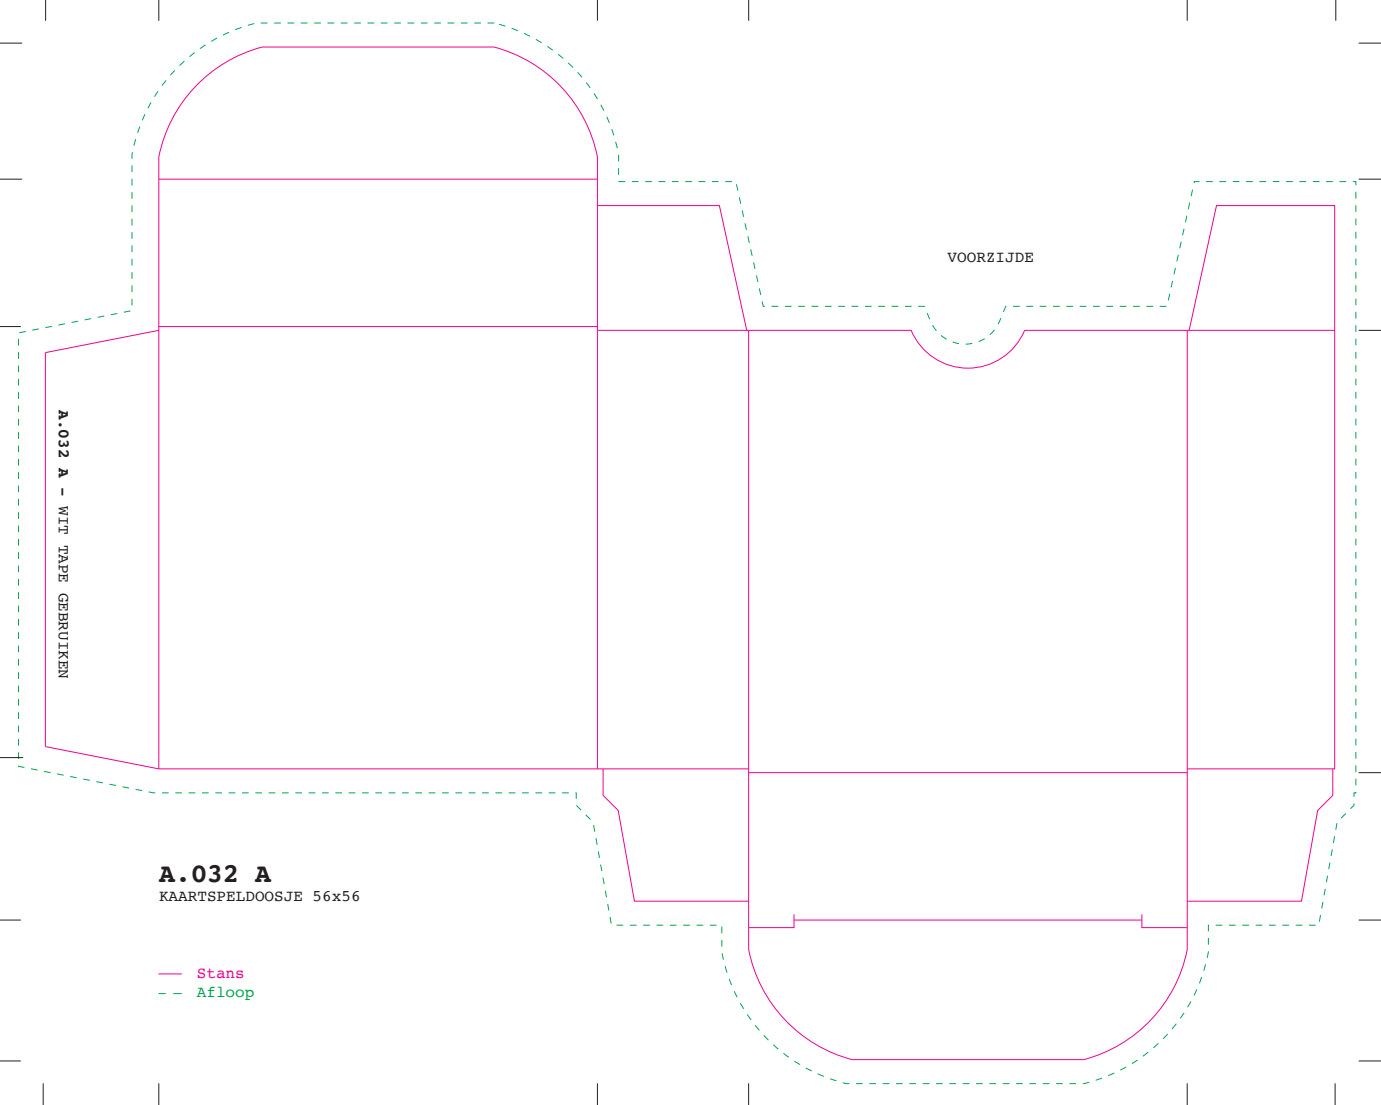 VOORZIJDE
A.032 A - WIT TAPE GEBRUIKEN
A.032 A
KAARTSPELDOOSJE 56x56
Stans
Afloop